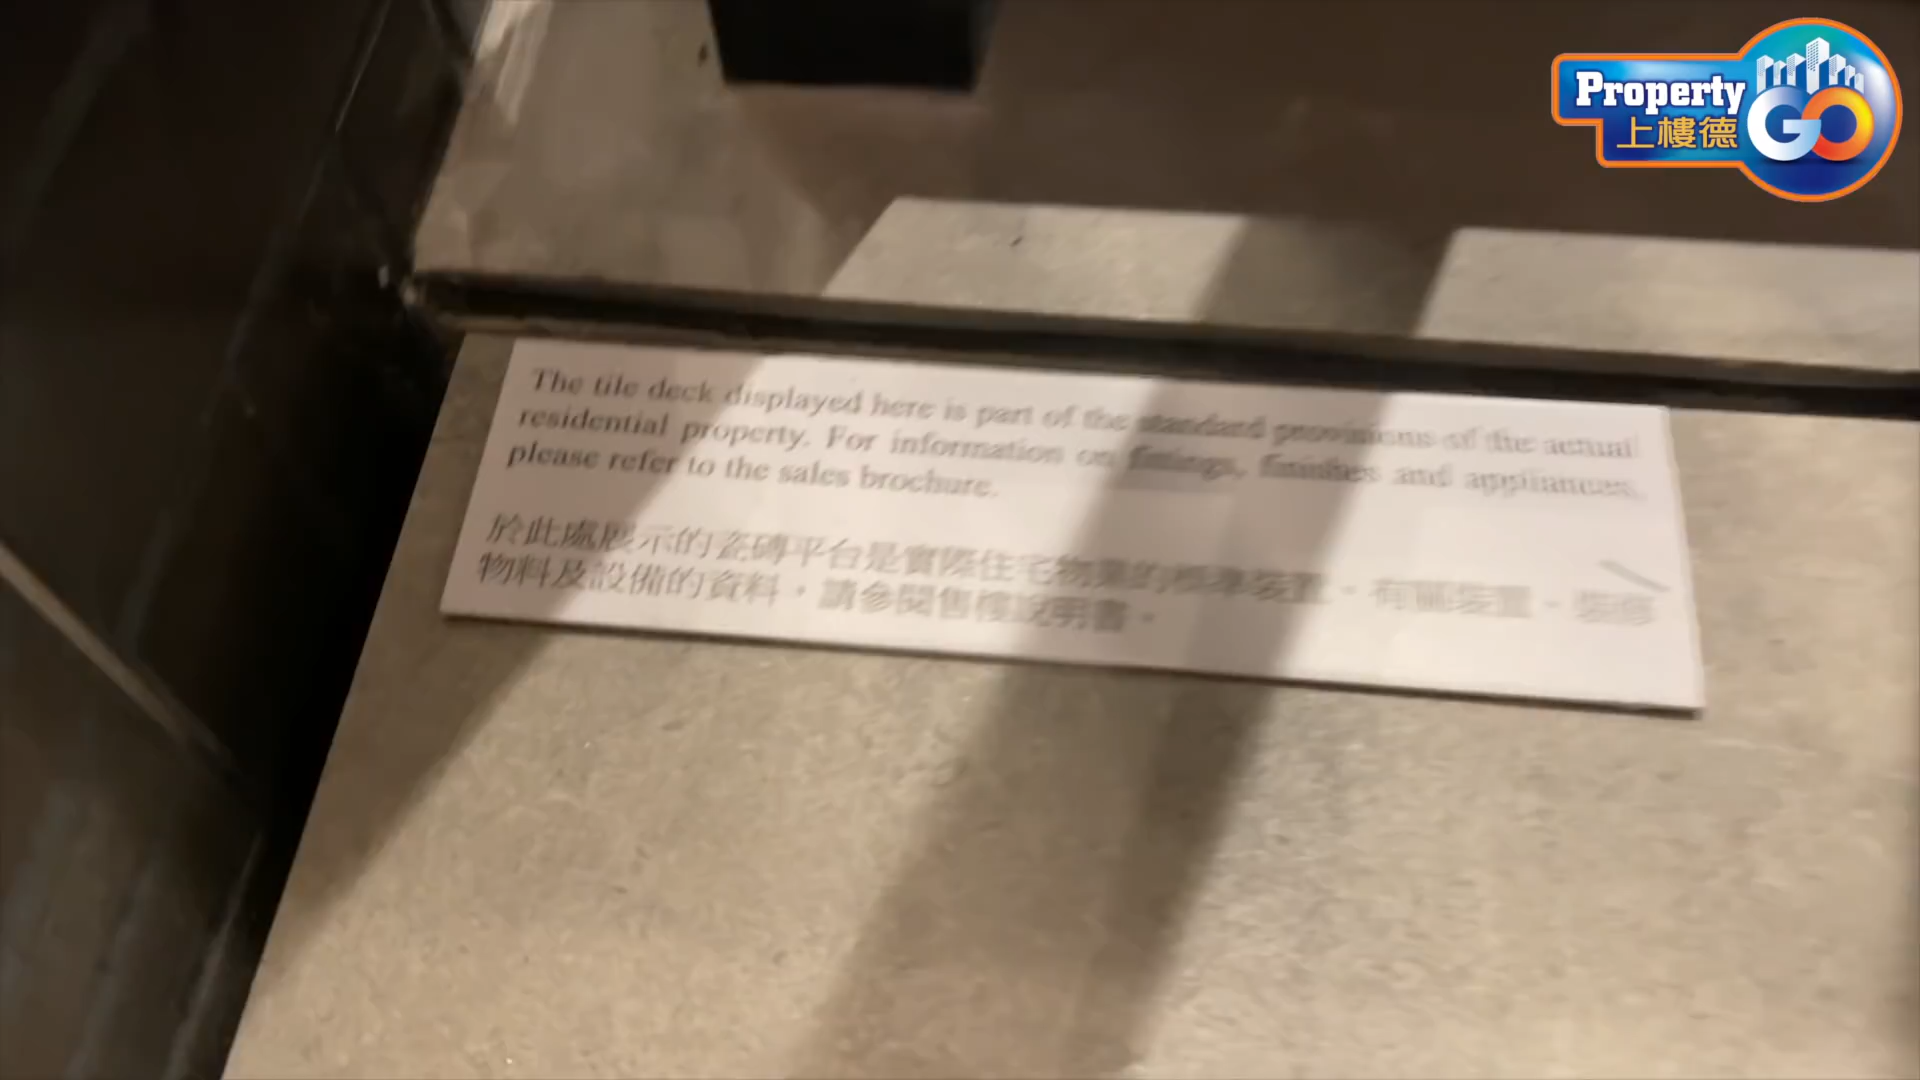 Property
上樓德
GO
The tile deck displayed here is part of the standard provisions of the actual
residential property. For information on fittings, finishes and appliances,
please refer to the sales brochure.
於此處展示的瓷磚平台是實際住宅物業的標準裝置。有關裝置、裝修
物料及設備的資料，請參閱售樓說明書。